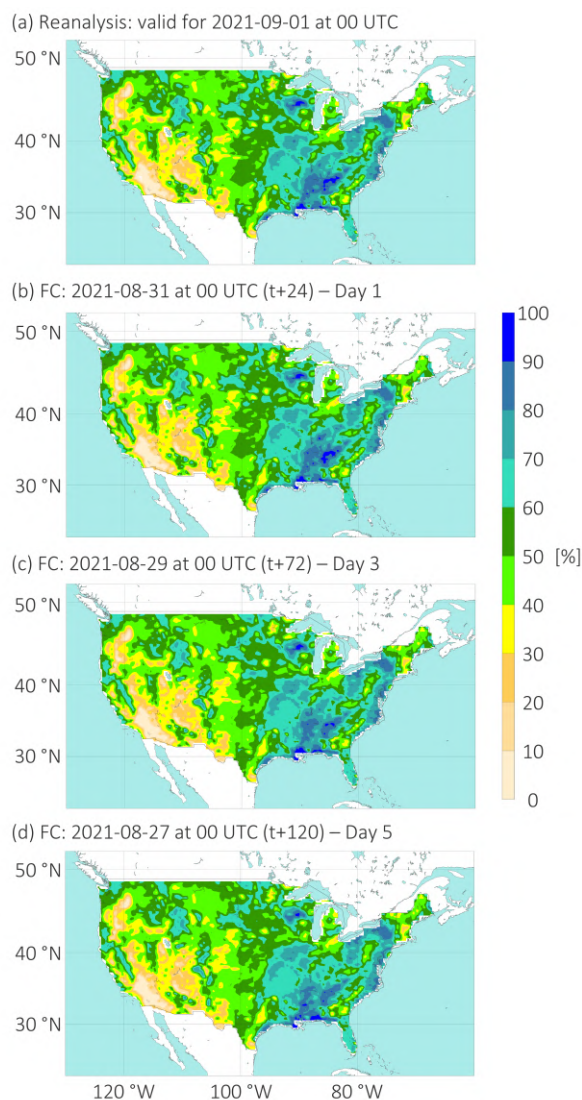 (a) Reanalysis: valid for 2021-09-01 at 00 UTC
50 °N
40 °N
30 °N
(b) FC: 2021-08-31 at 00 UTC (t+24) – Day 1
50 °N
40 °N
30 °N
100
90
80
70
60
50
40
30
20
10
0
[%]
(c) FC: 2021-08-29 at 00 UTC (t+72) – Day 3
50 °N
40 °N
30 °N
(d) FC: 2021-08-27 at 00 UTC (t+120) – Day 5
50 °N
40 °N
30 °N
120 °W 100 °W 80 °W